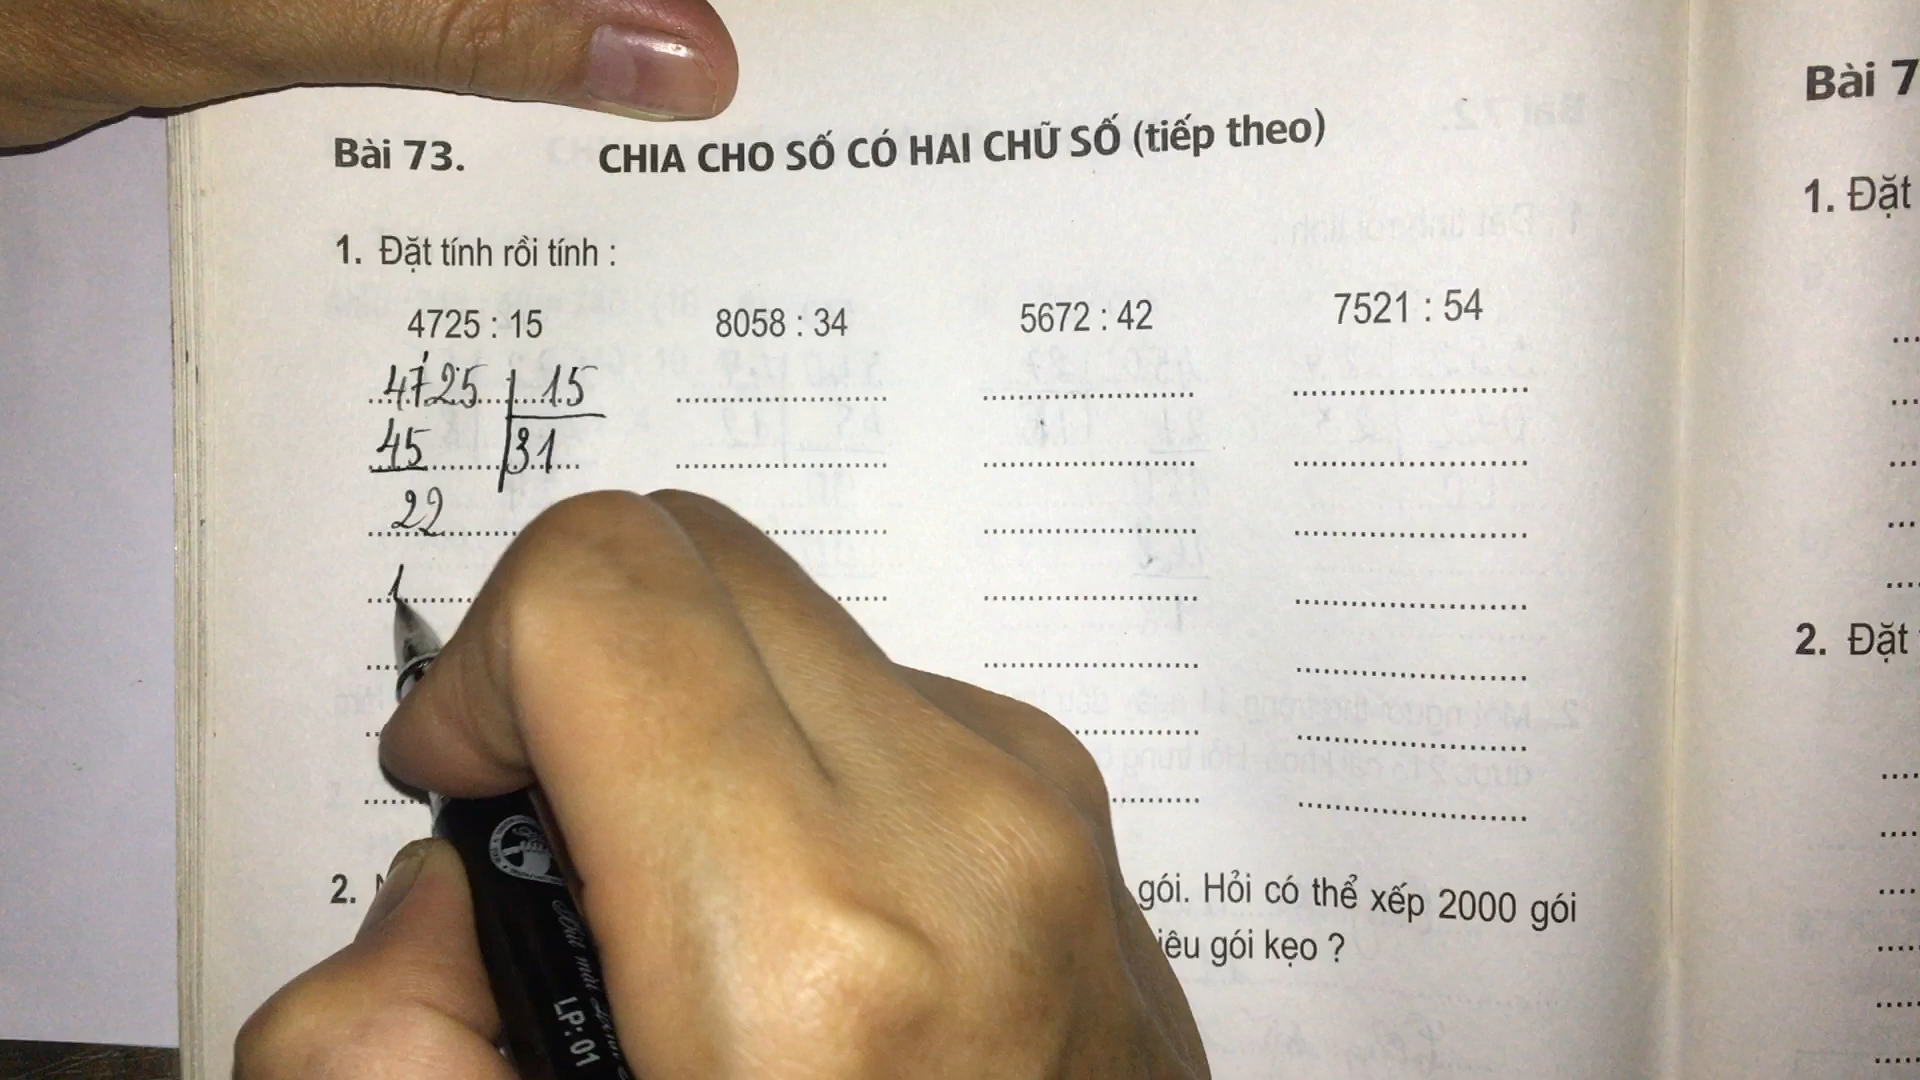 Bài 73. CHIA CHO SỐ CÓ HAI CHỮ SỐ (tiếp theo)
1. Đặt tính rồi tính :
4725 : 15 8058 : 34 5672 : 42 7521 : 54
4725 15
45 31
22
1
2.
gói. Hỏi có thể xếp 2000 gói
gói kẹo ?
LP: 01
Bài 7
1. Đặt
2. Đặt